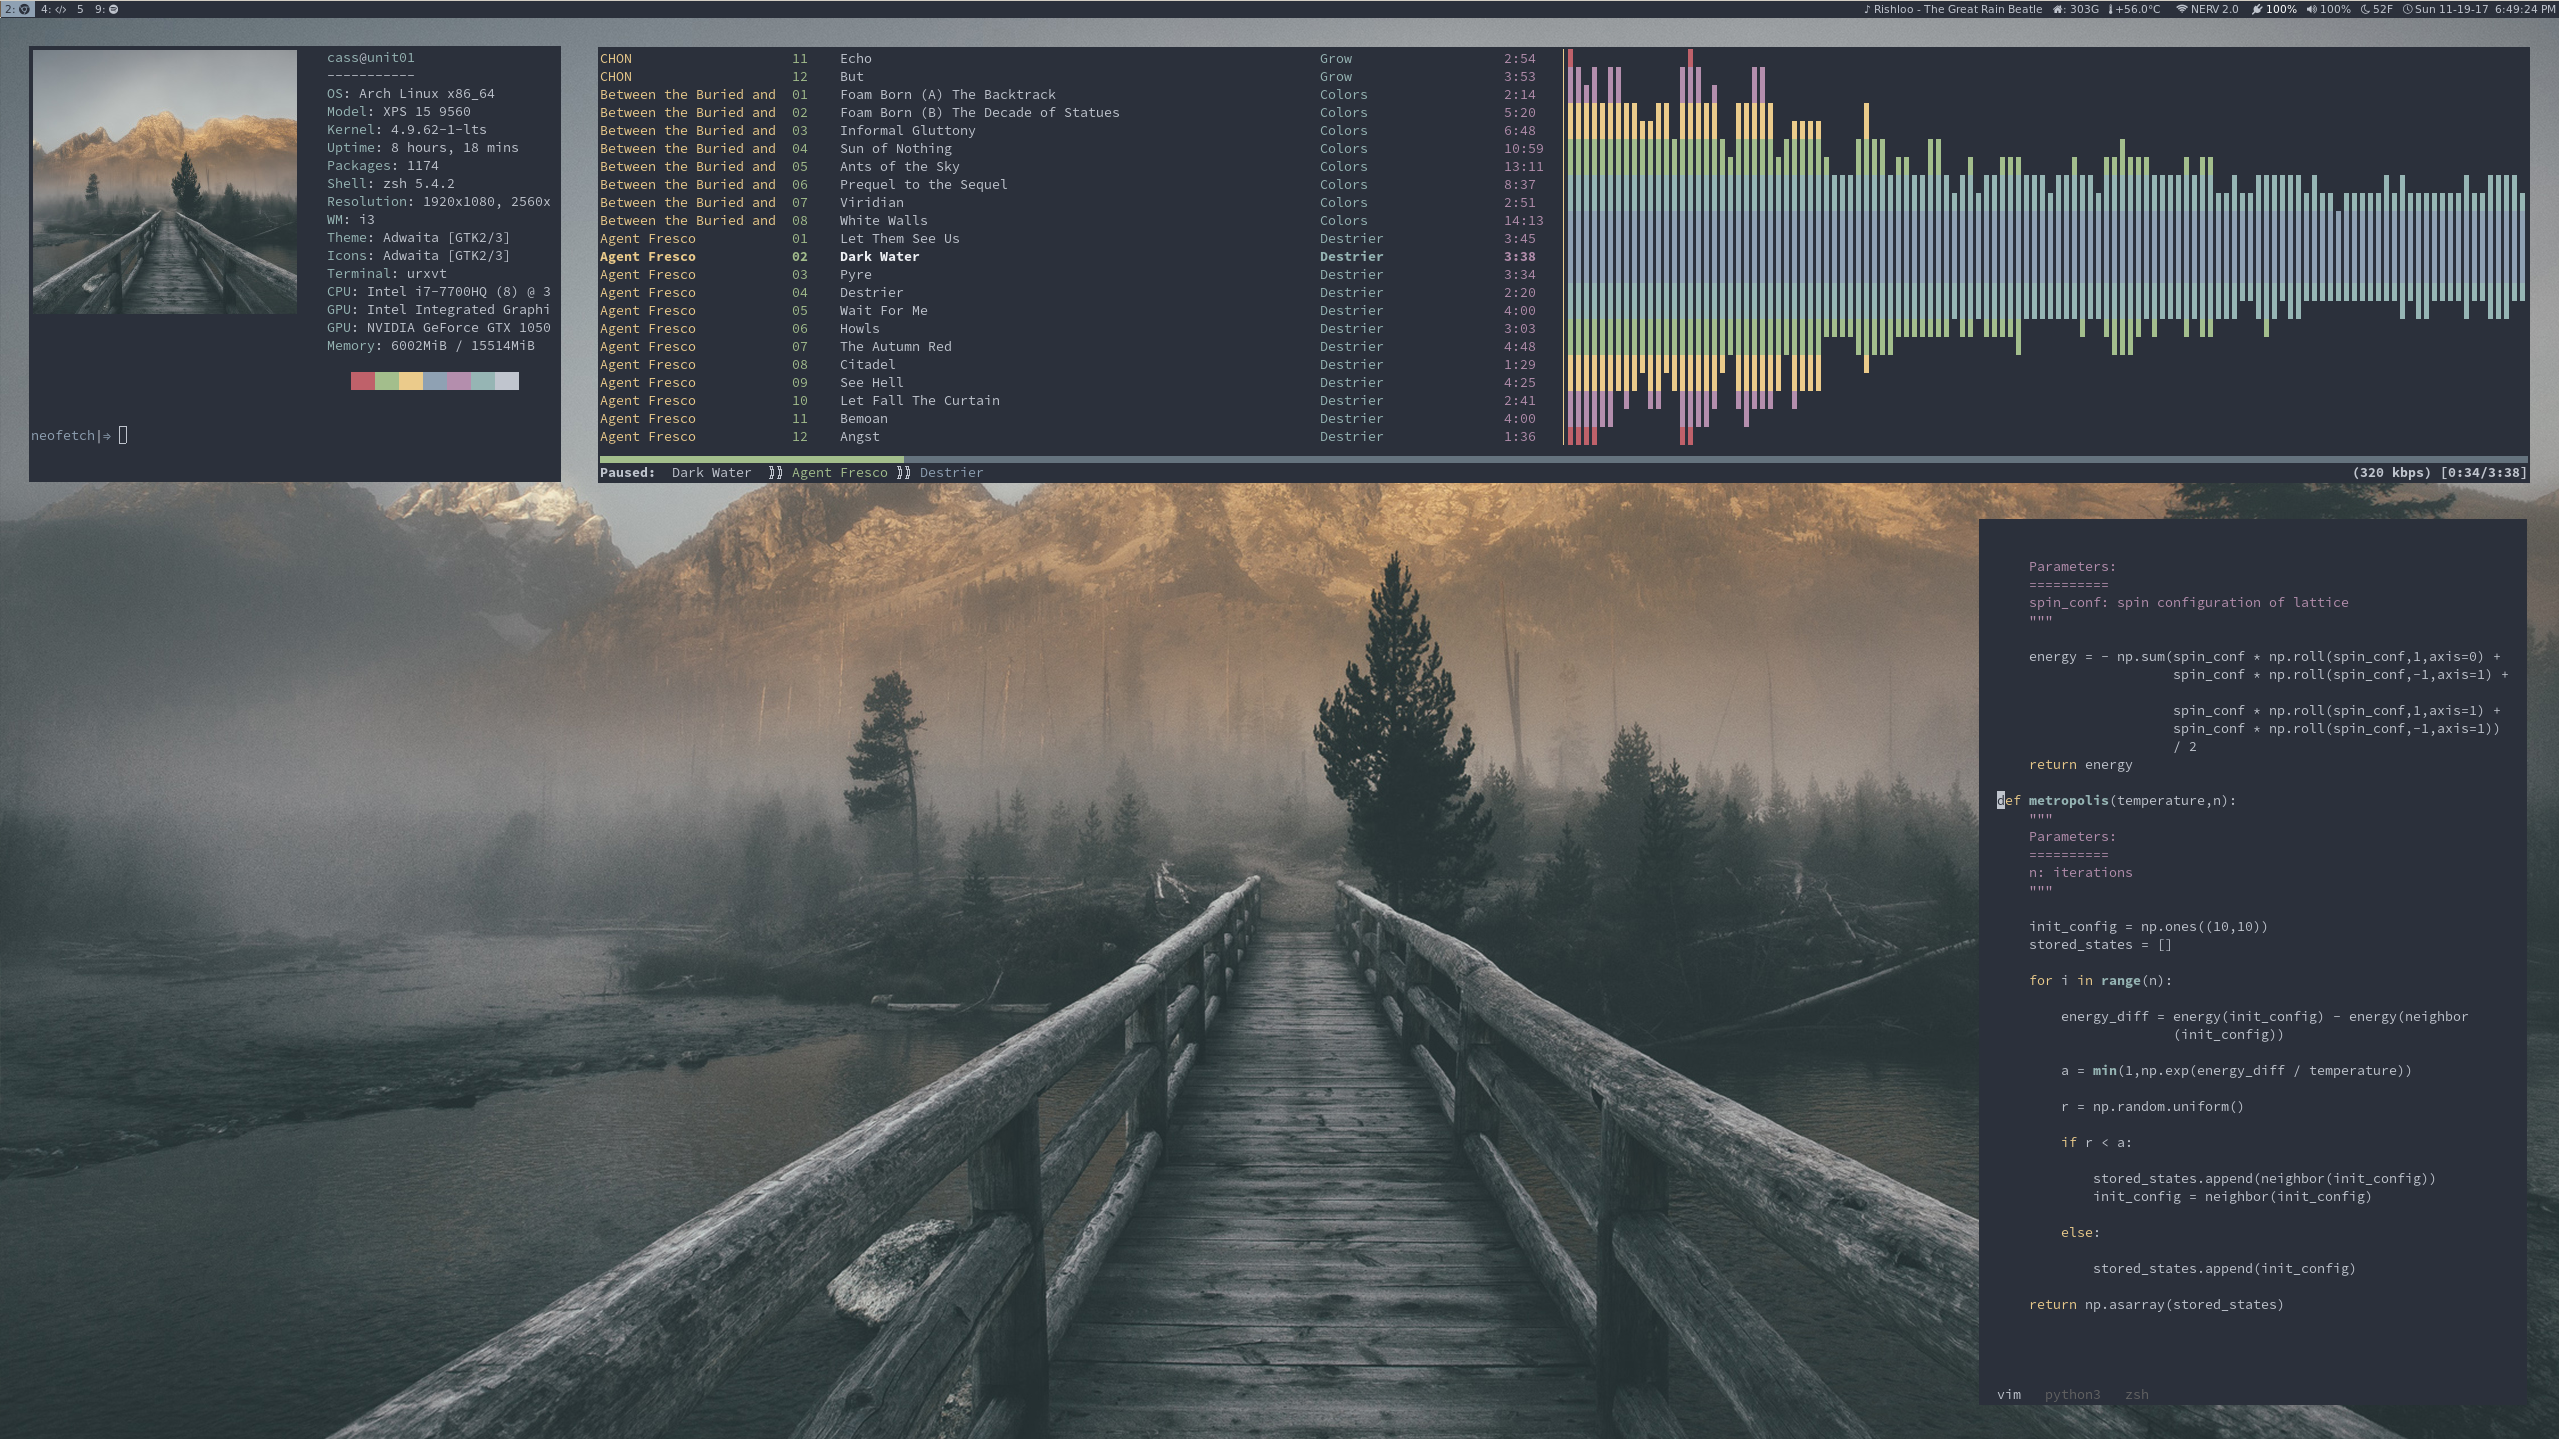 2:
4:
5
9:
♪ Rishloo - The Great Rain Beatle
: 303G
+56.0°C
NERV 2.0
100%
100%
52F
Sun 11-19-17 6:49:24 PM
cass@unit01
-----------
OS: Arch Linux x86_64
Model: XPS 15 9560
Kernel: 4.9.62-1-lts
Uptime: 8 hours, 18 mins
Packages: 1174
Shell: zsh 5.4.2
Resolution: 1920x1080, 2560x
WM: i3
Theme: Adwaita [GTK2/3]
Icons: Adwaita [GTK2/3]
Terminal: urxvt
CPU: Intel i7-7700HQ (8) @ 3
GPU: Intel Integrated Graphi
GPU: NVIDIA GeForce GTX 1050
Memory: 6002MiB / 15514MiB
neofetch|⇒
CHON 11 Echo Grow 2:54
CHON 12 But Grow 3:53
Between the Buried and 01 Foam Born (A) The Backtrack Colors 2:14
Between the Buried and 02 Foam Born (B) The Decade of Statues Colors 5:20
Between the Buried and 03 Informal Gluttony Colors 6:48
Between the Buried and 04 Sun of Nothing Colors 10:59
Between the Buried and 05 Ants of the Sky Colors 13:11
Between the Buried and 06 Prequel to the Sequel Colors 8:37
Between the Buried and 07 Viridian Colors 2:51
Between the Buried and 08 White Walls Colors 14:13
Agent Fresco 01 Let Them See Us Destrier 3:45
Agent Fresco 02 Dark Water Destrier 3:38
Agent Fresco 03 Pyre Destrier 3:34
Agent Fresco 04 Destrier Destrier 2:20
Agent Fresco 05 Wait For Me Destrier 4:00
Agent Fresco 06 Howls Destrier 3:03
Agent Fresco 07 The Autumn Red Destrier 4:48
Agent Fresco 08 Citadel Destrier 1:29
Agent Fresco 09 See Hell Destrier 4:25
Agent Fresco 10 Let Fall The Curtain Destrier 2:41
Agent Fresco 11 Bemoan Destrier 4:00
Agent Fresco 12 Angst Destrier 1:36
Paused: Dark Water ⟫ Agent Fresco ⟫ Destrier (320 kbps) [0:34/3:38]
Parameters:
==========
spin_conf: spin configuration of lattice
"""
energy = - np.sum(spin_conf * np.roll(spin_conf,1,axis=0) +
spin_conf * np.roll(spin_conf,-1,axis=1) +
spin_conf * np.roll(spin_conf,1,axis=1) +
spin_conf * np.roll(spin_conf,-1,axis=1))
/ 2
return energy
def metropolis(temperature,n):
"""
Parameters:
==========
n: iterations
"""
init_config = np.ones((10,10))
stored_states = []
for i in range(n):
energy_diff = energy(init_config) - energy(neighbor
(init_config))
a = min(1,np.exp(energy_diff / temperature))
r = np.random.uniform()
if r < a:
stored_states.append(neighbor(init_config))
init_config = neighbor(init_config)
else:
stored_states.append(init_config)
return np.asarray(stored_states)
vim python3 zsh